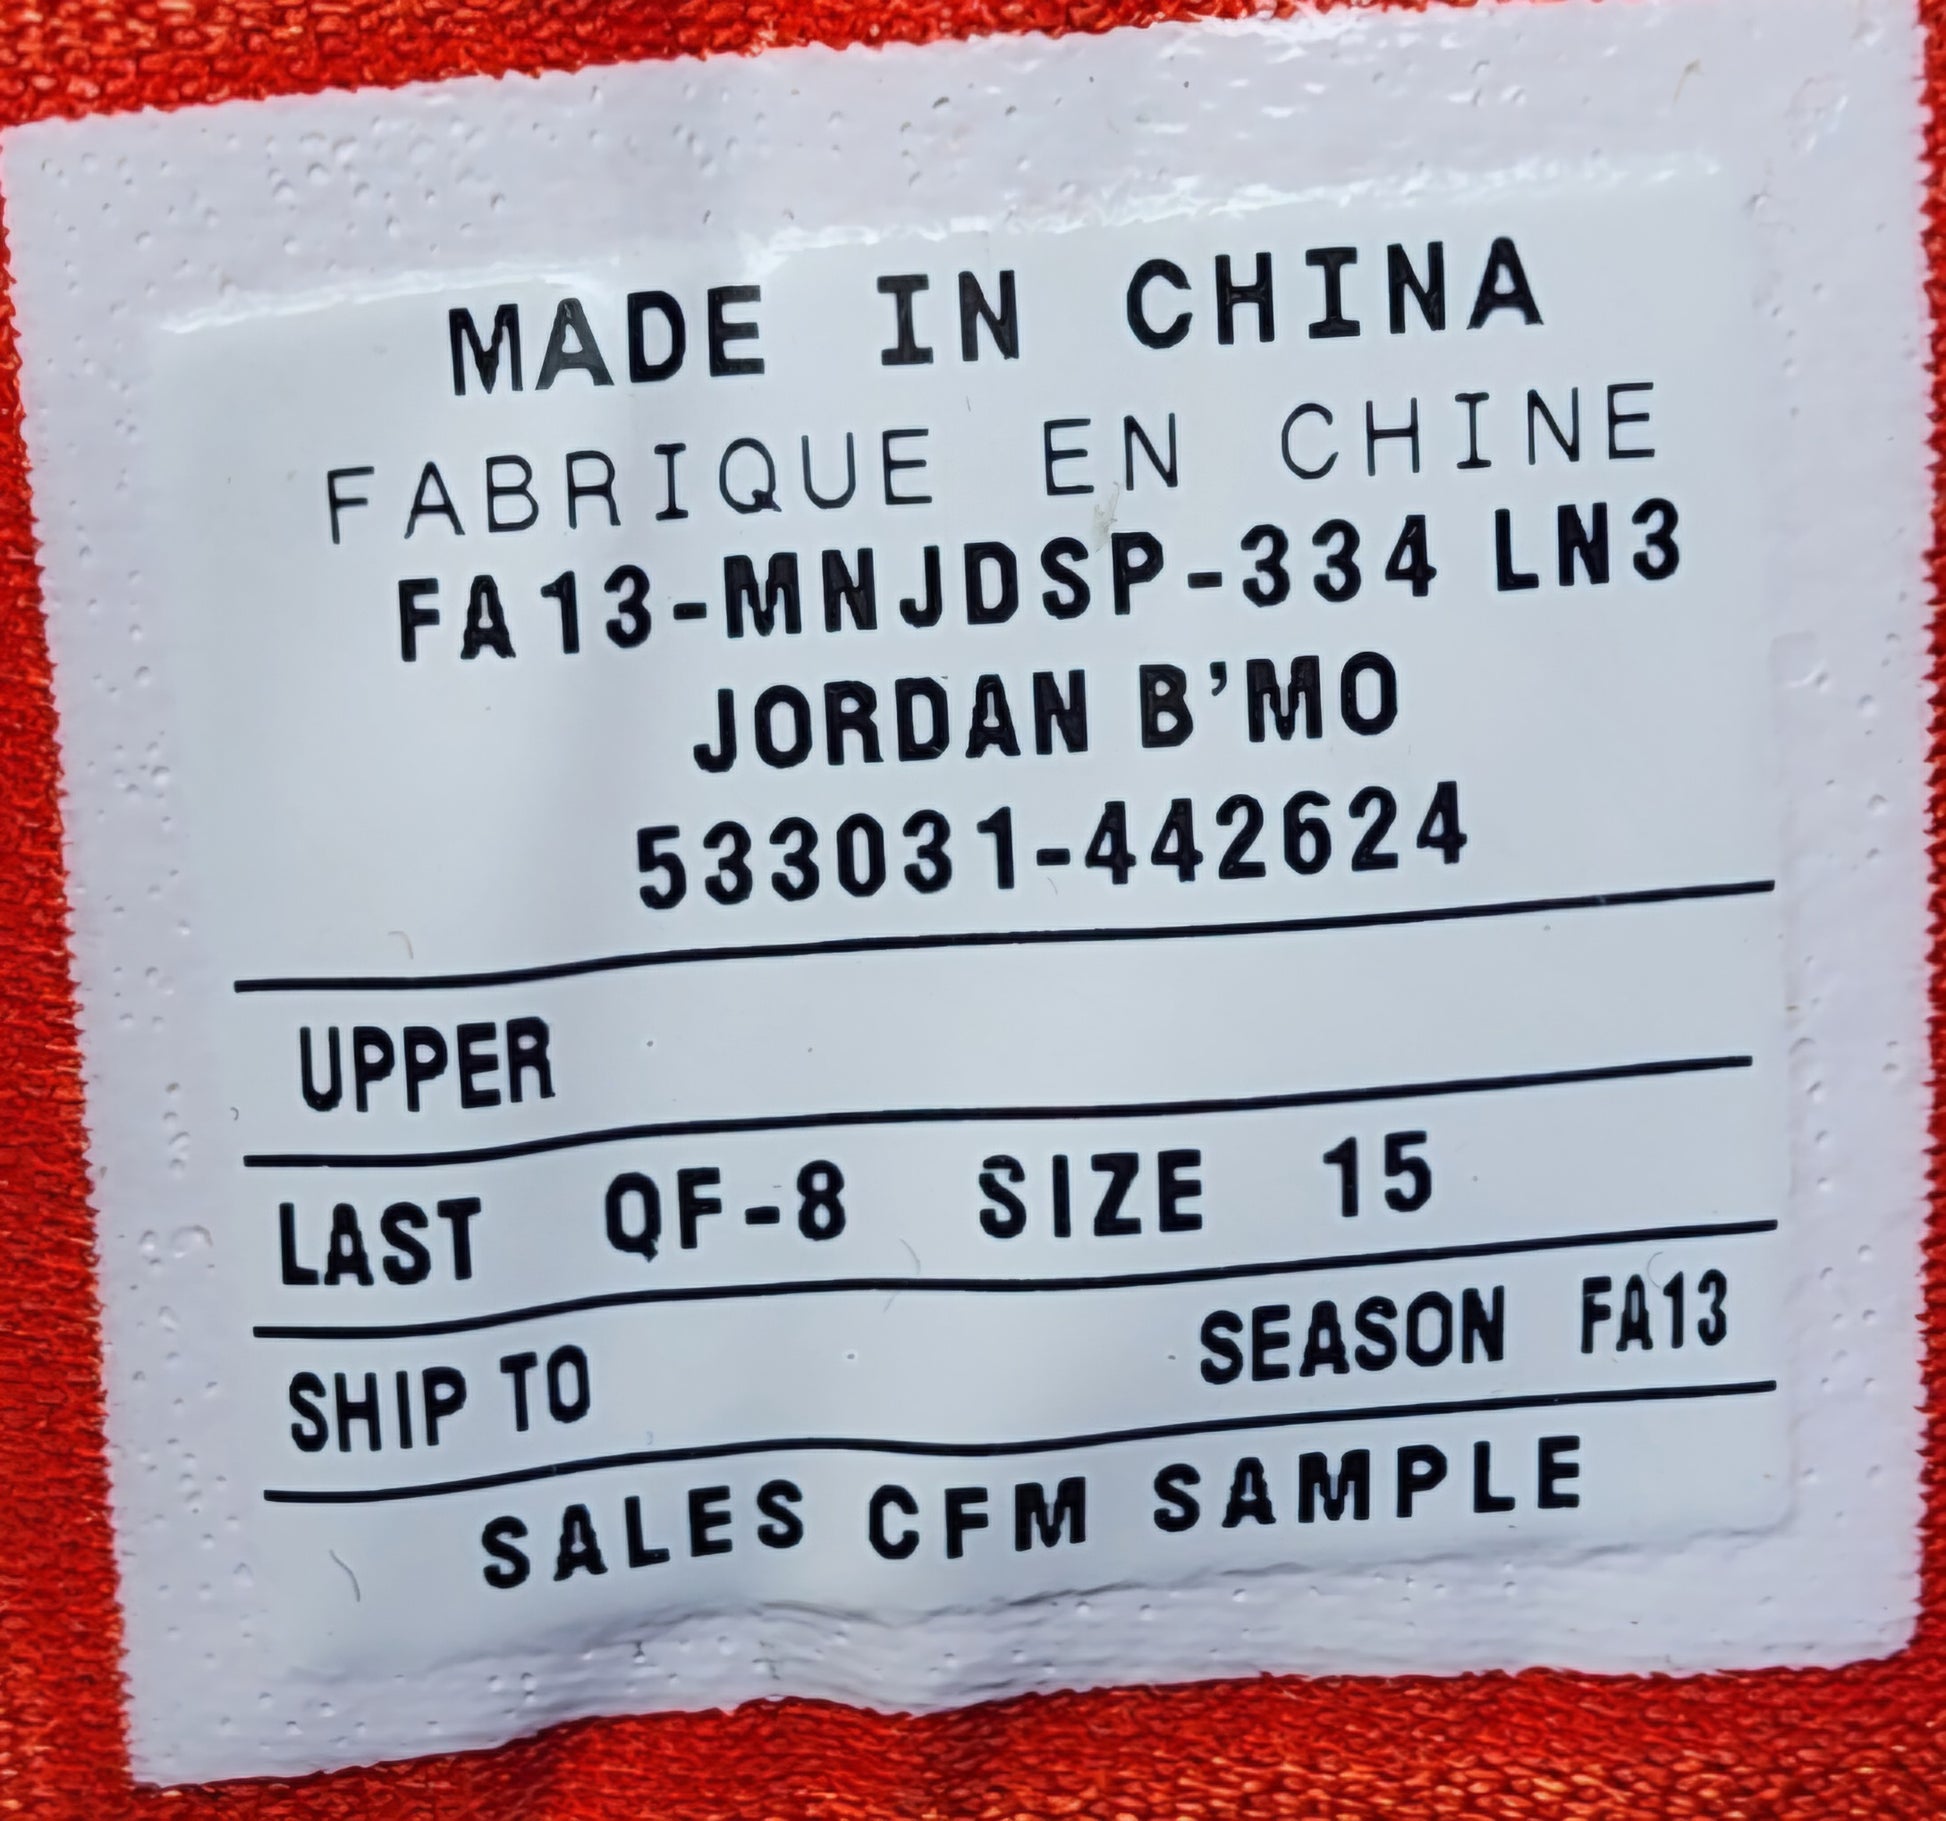 MADE IN CHINA
FABRIQUE EN CHINE
FA13-MNJDSP-334 LN3
JORDAN B'MO
533031-442624
UPPER
LAST QF-8 SIZE 15
SHIP TO SEASON FA13
SALES CFM SAMPLE